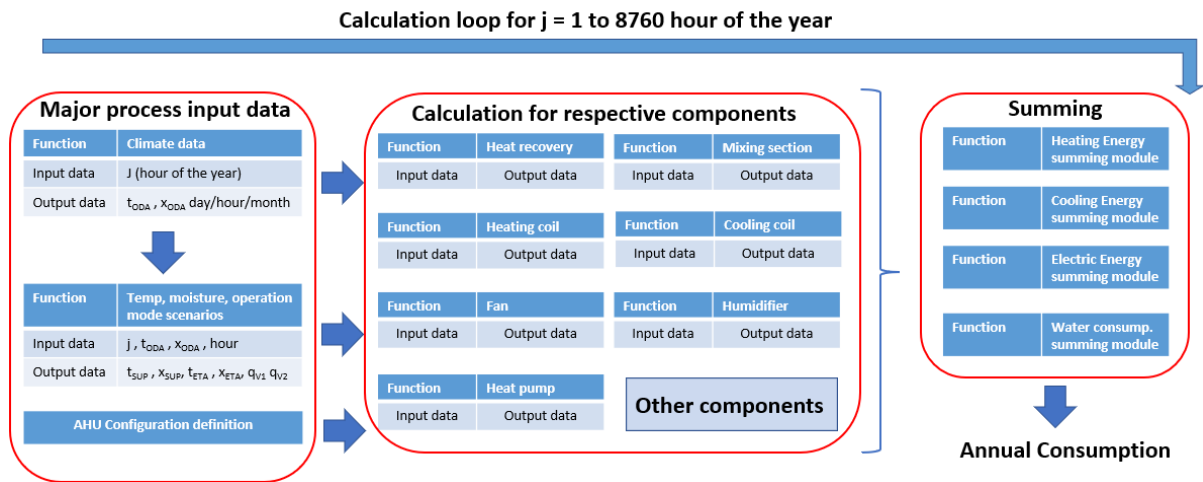 Calculation loop for j = 1 to 8760 hour of the year
Major process input data
Function Climate data
Input data J (hour of the year)
Output data tODA , xODA day/hour/month
Function Temp, moisture, operation
mode scenarios
Input data j , tODA , xODA , hour
Output data tSUP , xSUP, tETA , xETA, qV1 qV2
AHU Configuration definition
Calculation for respective components
Function Heat recovery
Input data Output data
Function Mixing section
Input data Output data
Function Heating coil
Input data Output data
Function Cooling coil
Input data Output data
Function Fan
Input data Output data
Function Humidifier
Input data Output data
Function Heat pump
Input data Output data
Other components
Summing
Function Heating Energy
summing module
Function Cooling Energy
summing module
Function Electric Energy
summing module
Function Water consump.
summing module
Annual Consumption